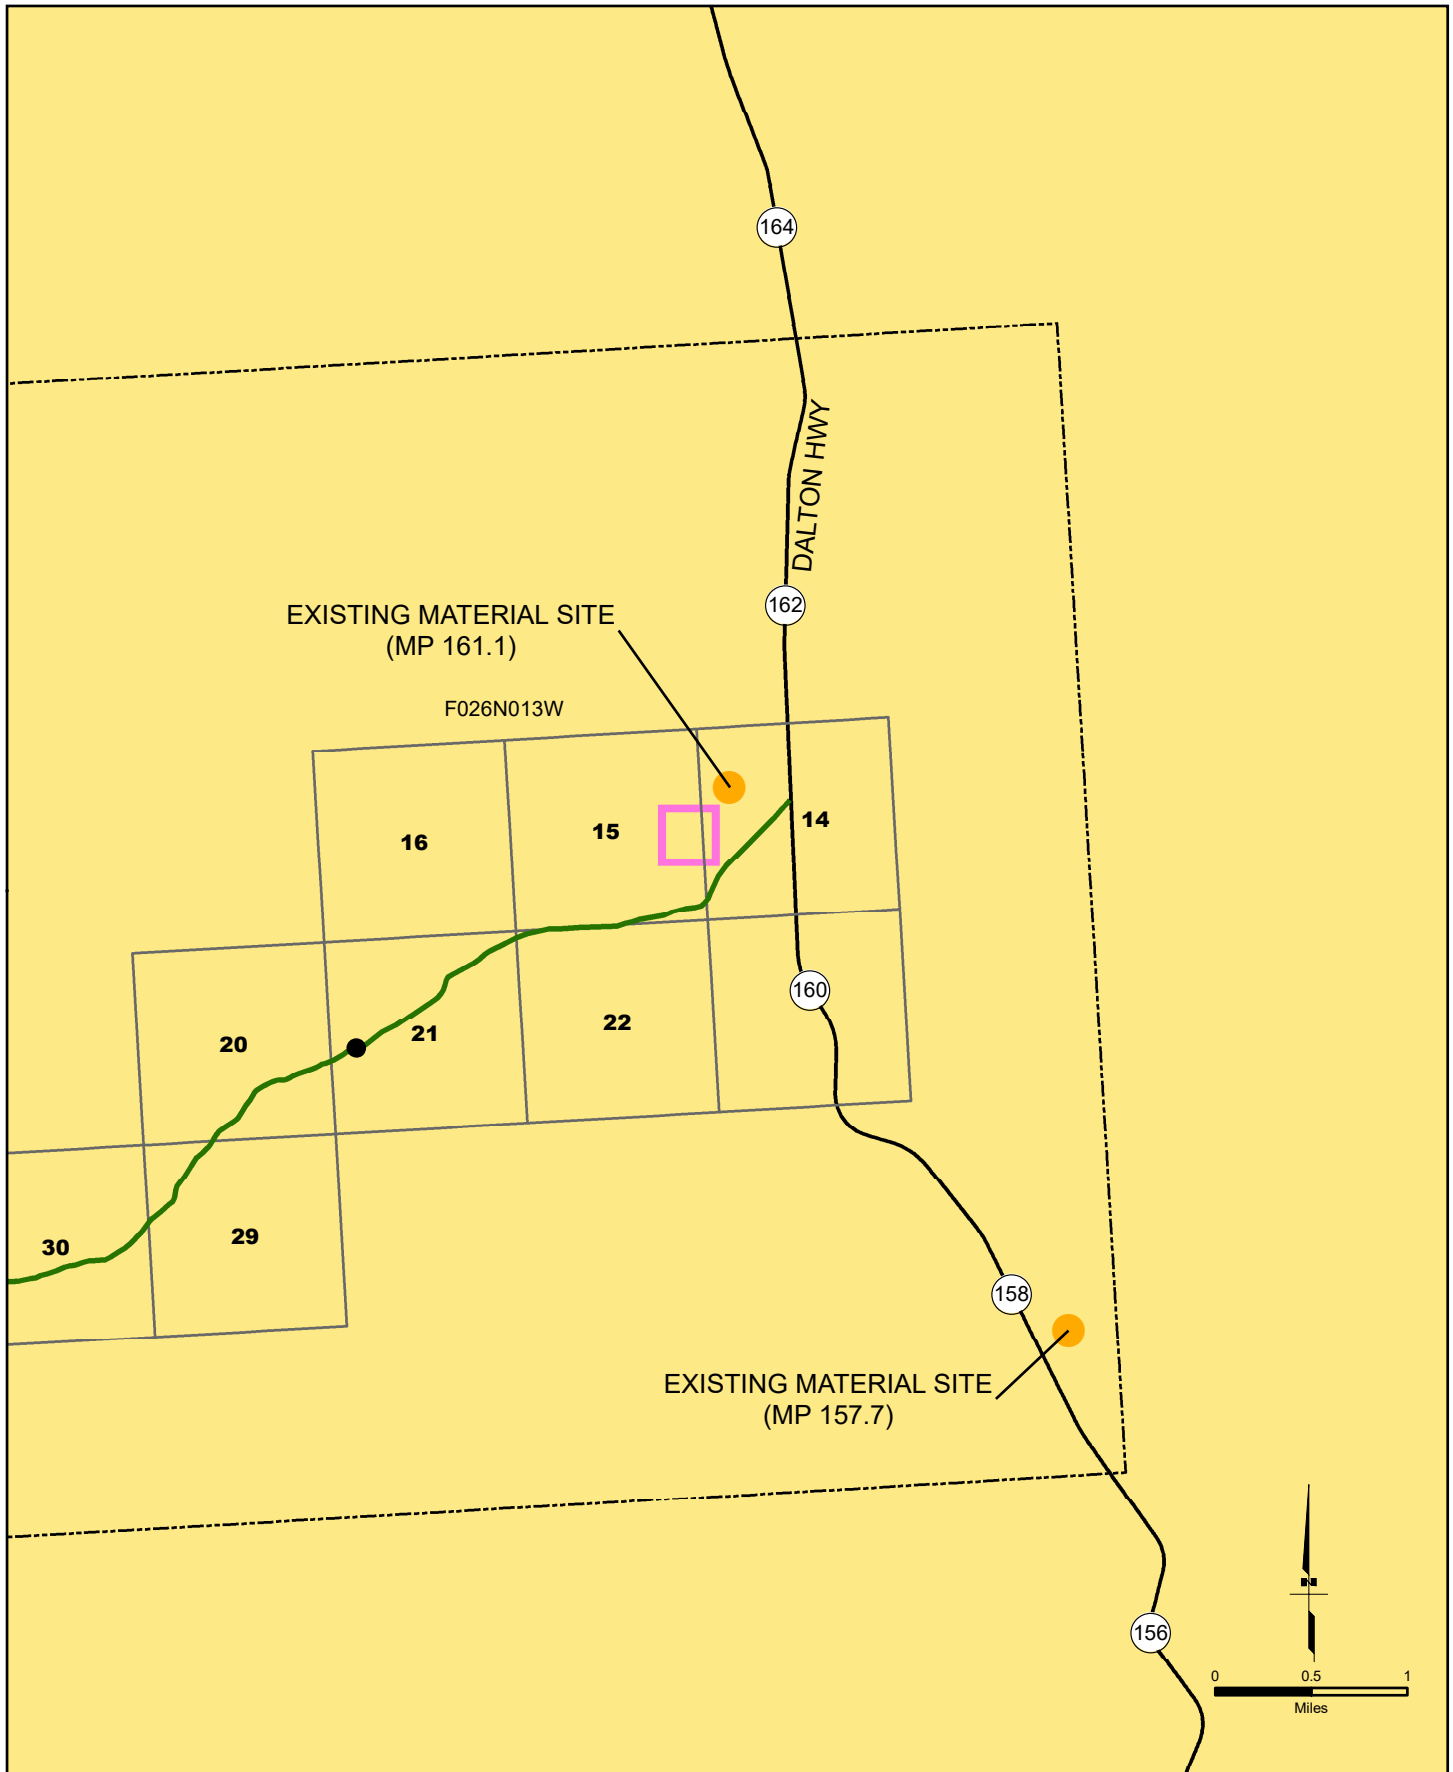 164
DALTON HWY
162
EXISTING MATERIAL SITE
(MP 161.1)
F026N013W
16
15
14
160
20
21
22
30
29
158
EXISTING MATERIAL SITE
(MP 157.7)
156
0 0.5 1
Miles